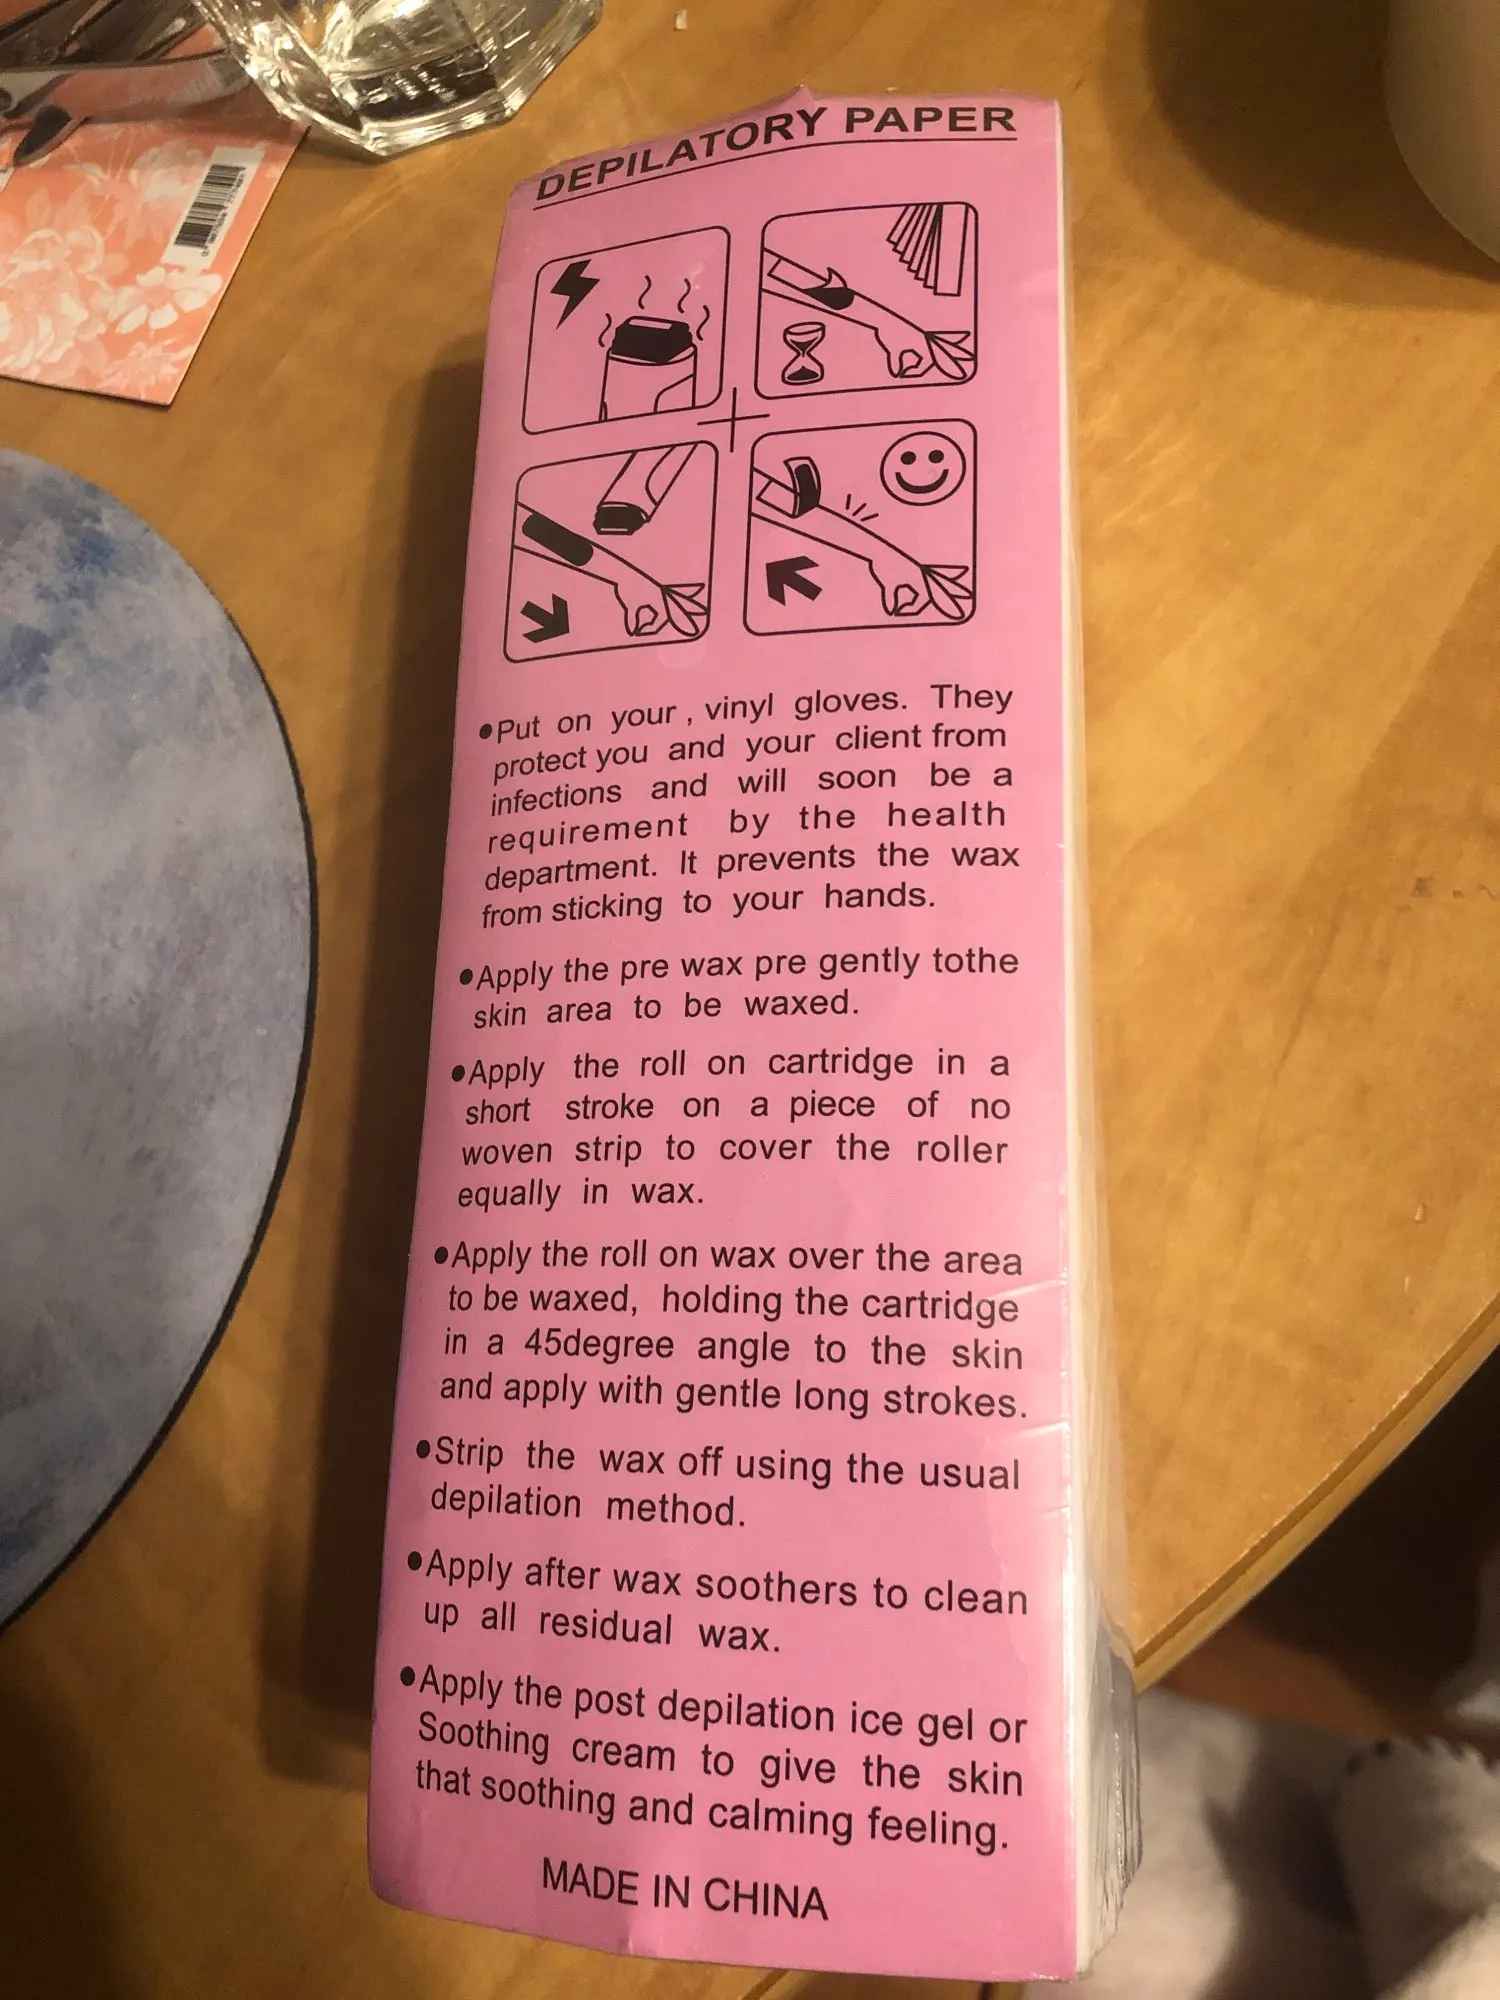 DEPILATORY PAPER
●Put on your , vinyl gloves. They
protect you and your client from
infections and will soon be a
requirement by the health
department. It prevents the wax
from sticking to your hands.
●Apply the pre wax pre gently tothe
skin area to be waxed.
●Apply the roll on cartridge in a
short stroke on a piece of no
woven strip to cover the roller
equally in wax.
●Apply the roll on wax over the area
to be waxed, holding the cartridge
in a 45degree angle to the skin
and apply with gentle long strokes.
●Strip the wax off using the usual
depilation method.
●Apply after wax soothers to clean
up all residual wax.
●Apply the post depilation ice gel or
Soothing cream to give the skin
that soothing and calming feeling.
MADE IN CHINA